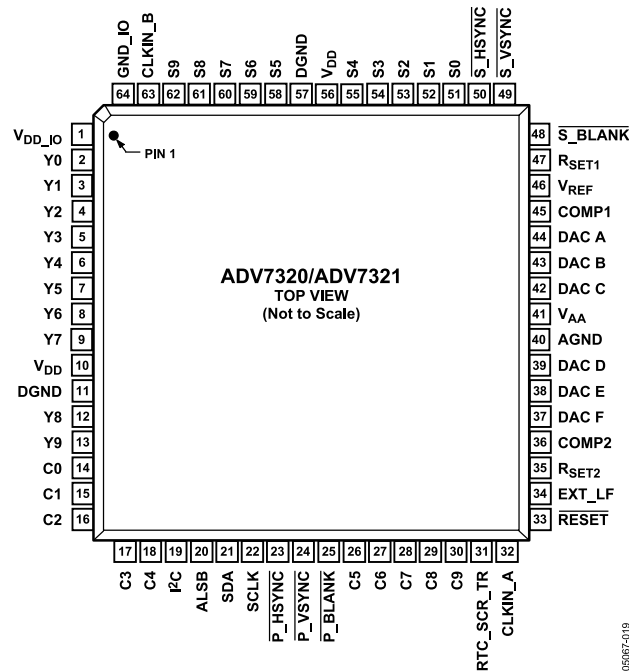 GND_IO
CLKIN_B
S9
S8
S7
S6
S5
DGND
VDD
S4
S3
S2
S1
S0
S_HSYNC
S_VSYNC
64 63 62 61 60 59 58 57 56 55 54 53 52 51 50 49
VDD_IO 1
Y0 2
Y1 3
Y2 4
Y3 5
Y4 6
Y5 7
Y6 8
Y7 9
VDD 10
DGND 11
Y8 12
Y9 13
C0 14
C1 15
C2 16
PIN 1
ADV7320/ADV7321
TOP VIEW
(Not to Scale)
48 S_BLANK
47 RSET1
46 VREF
45 COMP1
44 DAC A
43 DAC B
42 DAC C
41 VAA
40 AGND
39 DAC D
38 DAC E
37 DAC F
36 COMP2
35 RSET2
34 EXT_LF
33 RESET
17 18 19 20 21 22 23 24 25 26 27 28 29 30 31 32
C3
C4
I²C
ALSB
SDA
SCLK
P_HSYNC
P_VSYNC
P_BLANK
C5
C6
C7
C8
C9
RTC_SCR_TR
CLKIN_A
05067-019